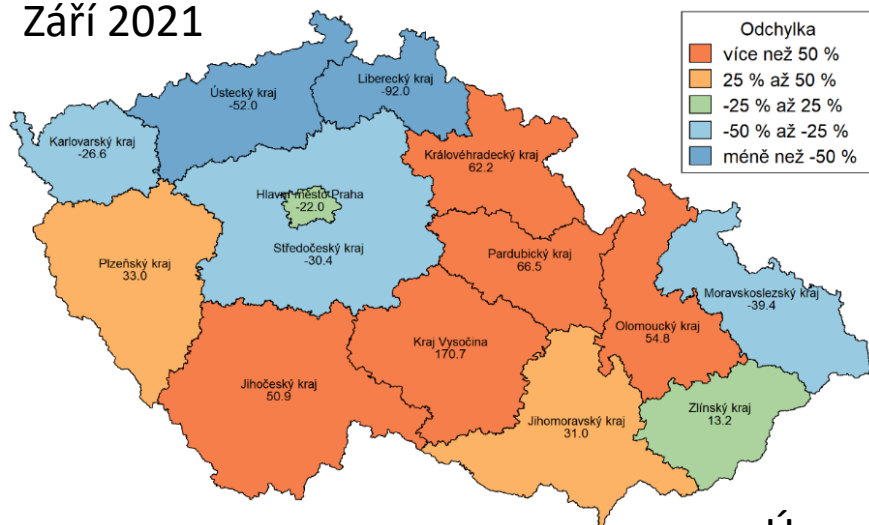 Září 2021
Odchylka
více než 50 %
25 % až 50 %
-25 % až 25 %
-50 % až -25 %
méně než -50 %
Liberecký kraj
-92.0
Ústecký kraj
-52.0
Karlovarský kraj
-26.6
Královéhradecký kraj
62.2
Hlavní město Praha
-22.0
Středočeský kraj
-30.4
Plzeňský kraj
33.0
Pardubický kraj
66.5
Moravskoslezský kraj
-39.4
Olomoucký kraj
54.8
Kraj Vysočina
170.7
Jihočeský kraj
50.9
Zlínský kraj
13.2
Jihomoravský kraj
31.0